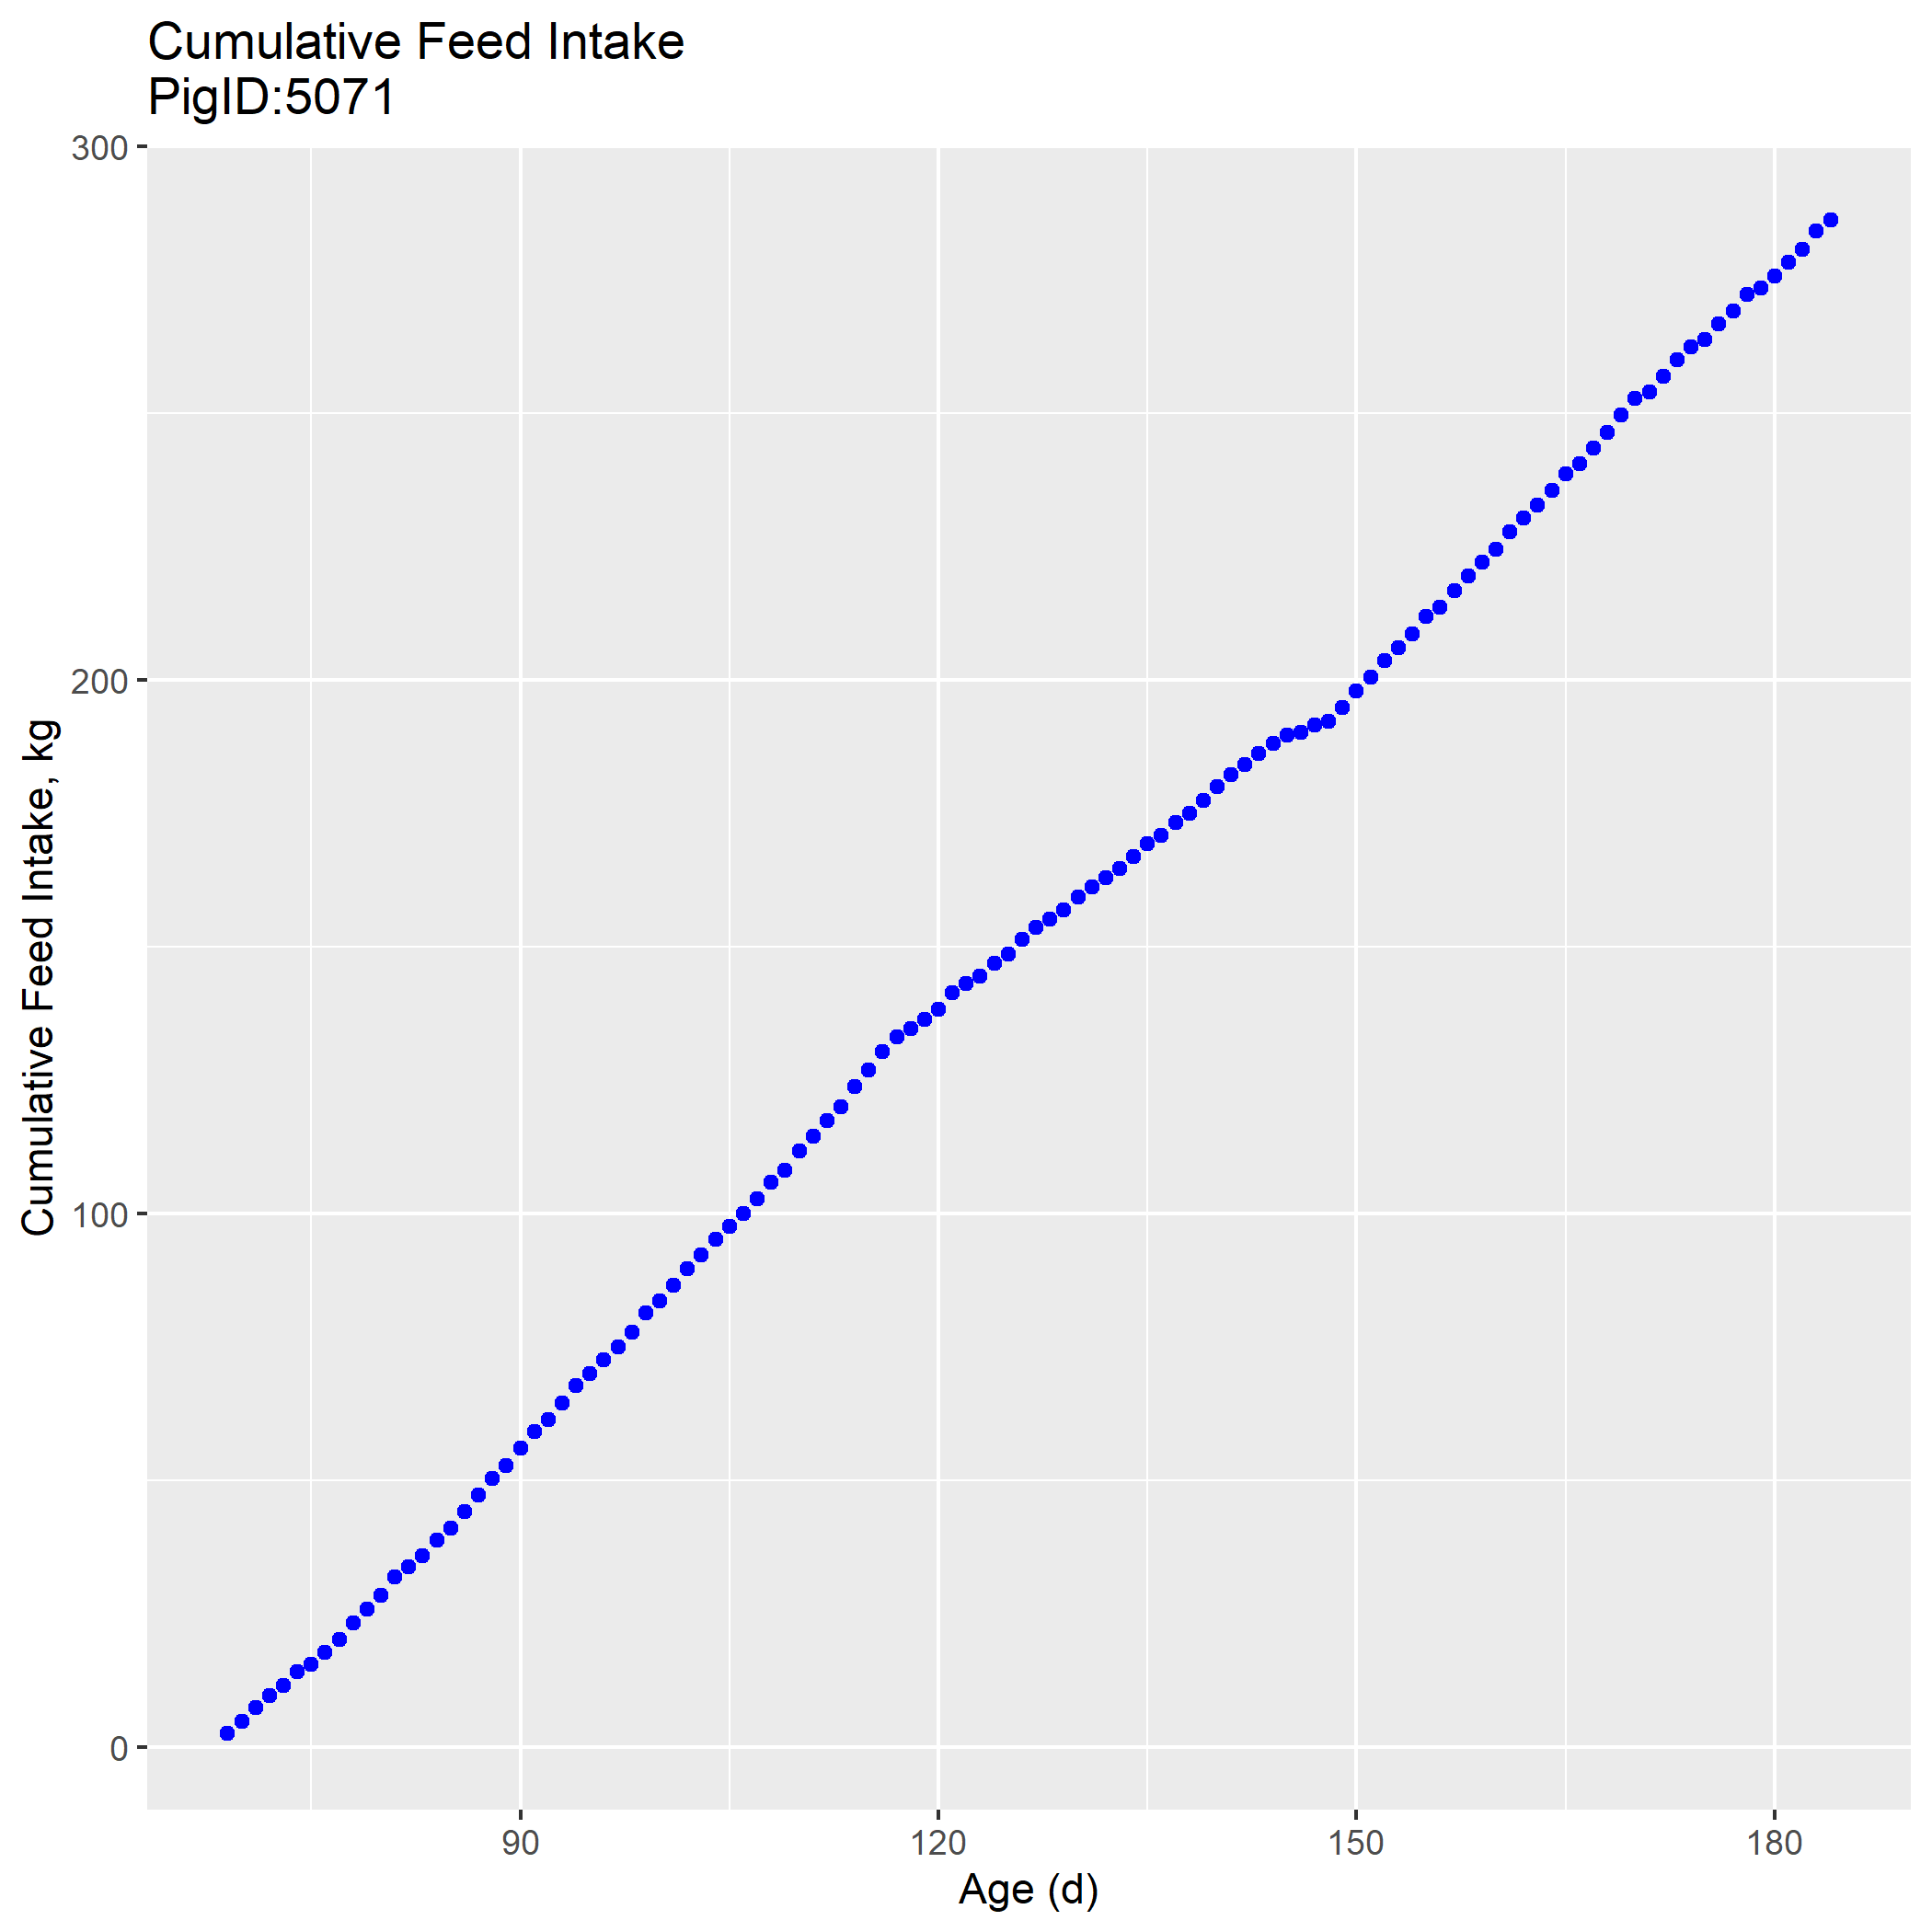 Cumulative Feed Intake
PigID:5071
300
200
100
0
Cumulative Feed Intake, kg
90 120 150 180
Age (d)